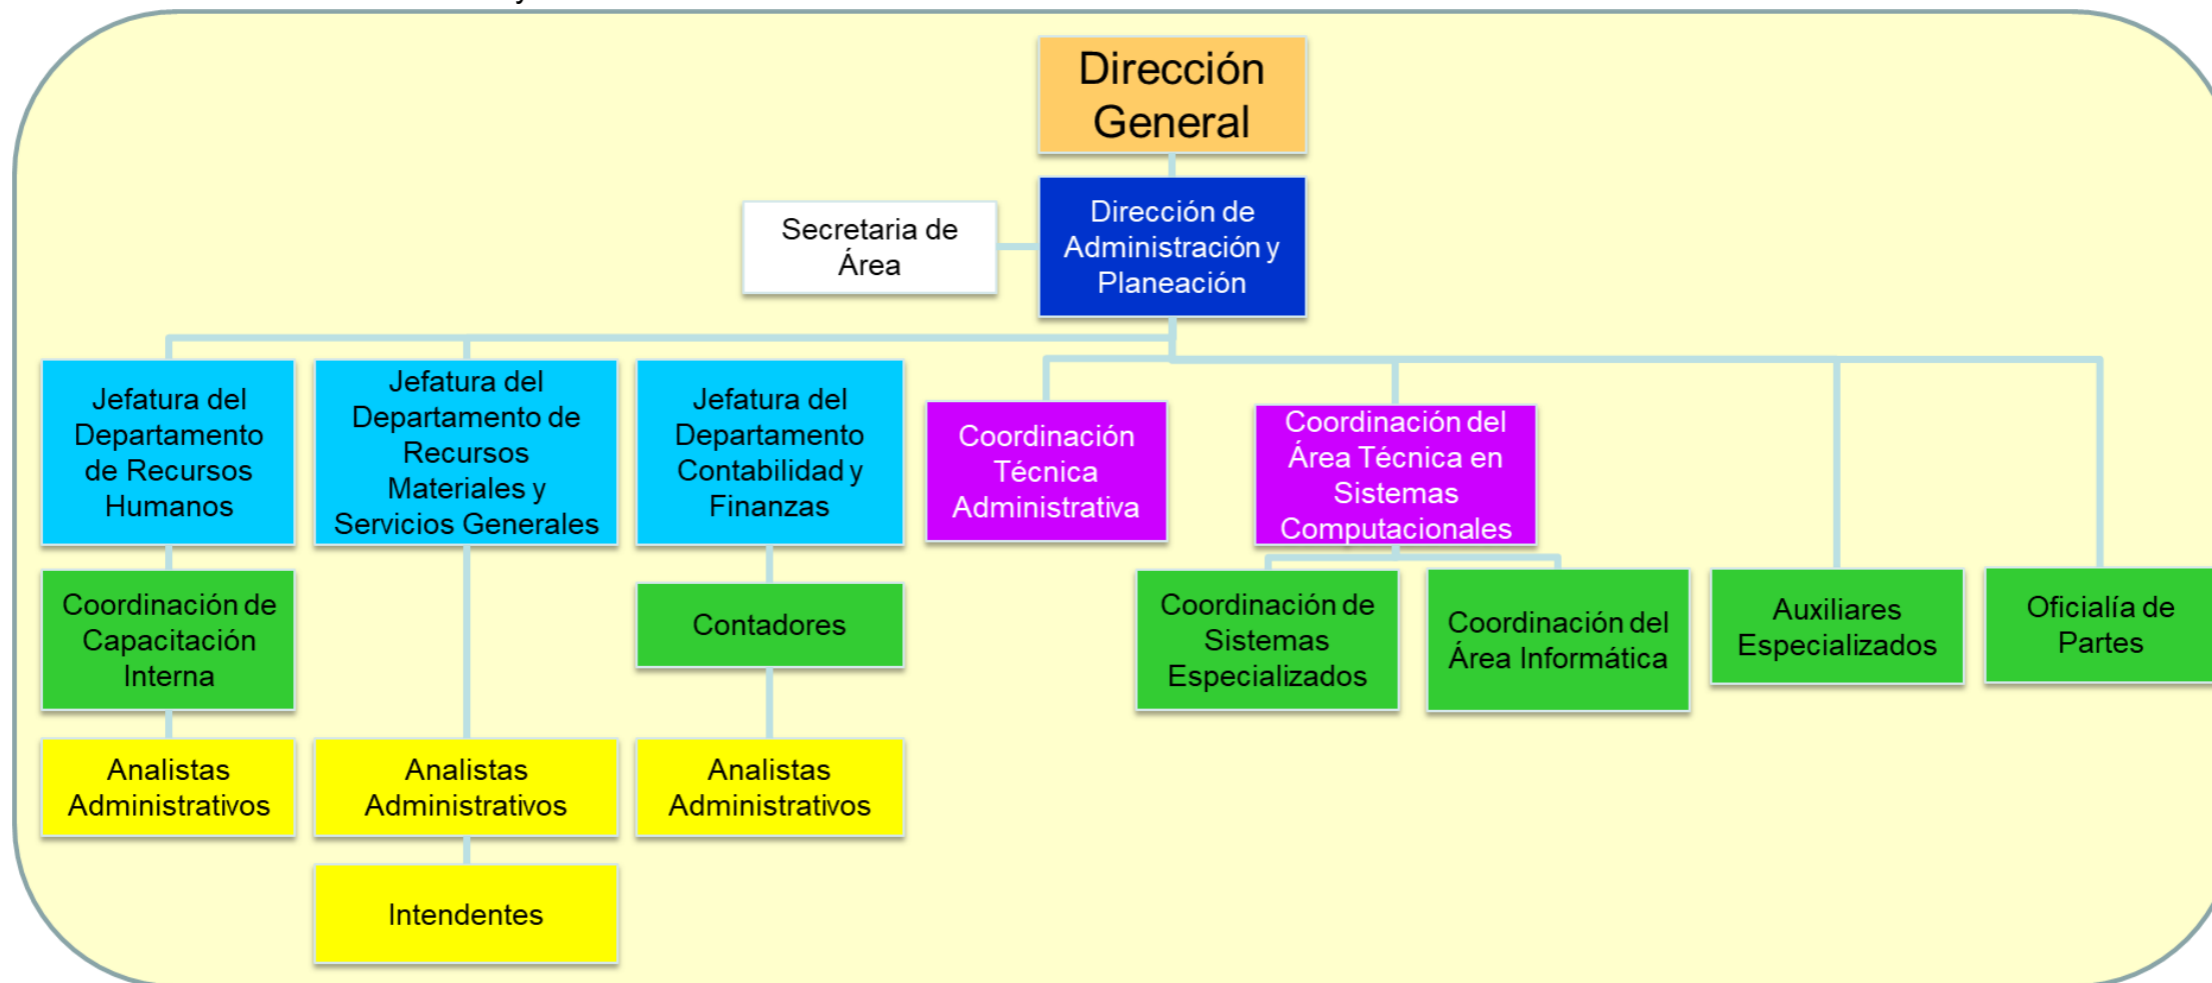 y
Dirección
General
Secretaria de
Área
Dirección de
Administración y
Planeación
Jefatura del
Departamento
de Recursos
Humanos
Jefatura del
Departamento de
Recursos
Materiales y
Servicios Generales
Jefatura del
Departamento
Contabilidad y
Finanzas
Coordinación
Técnica
Administrativa
Coordinación del
Área Técnica en
Sistemas
Computacionales
Coordinación de
Capacitación
Interna
Contadores
Coordinación de
Sistemas
Especializados
Coordinación del
Área Informática
Auxiliares
Especializados
Oficialía de
Partes
Analistas
Administrativos
Analistas
Administrativos
Analistas
Administrativos
Intendentes